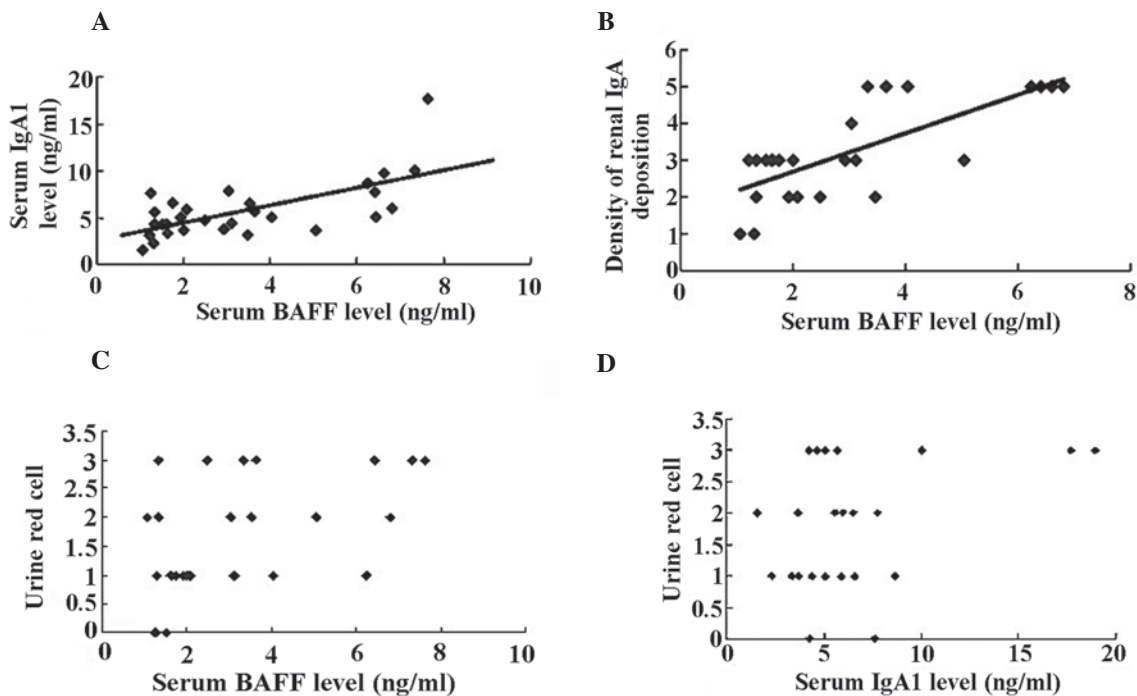 A
Serum IgA1
level (ng/ml)
20
15
10
5
0
0 2 4 6 8 10
Serum BAFF level (ng/ml)
B
Density of renal IgA
deposition
6
5
4
3
2
1
0
0 2 4 6 8
Serum BAFF level (ng/ml)
C
Urine red cell
3.5
3
2.5
2
1.5
1
0.5
0
0 2 4 6 8 10
Serum BAFF level (ng/ml)
D
Urine red cell
3.5
3
2.5
2
1.5
1
0.5
0
0 5 10 15 20
Serum IgA1 level (ng/ml)